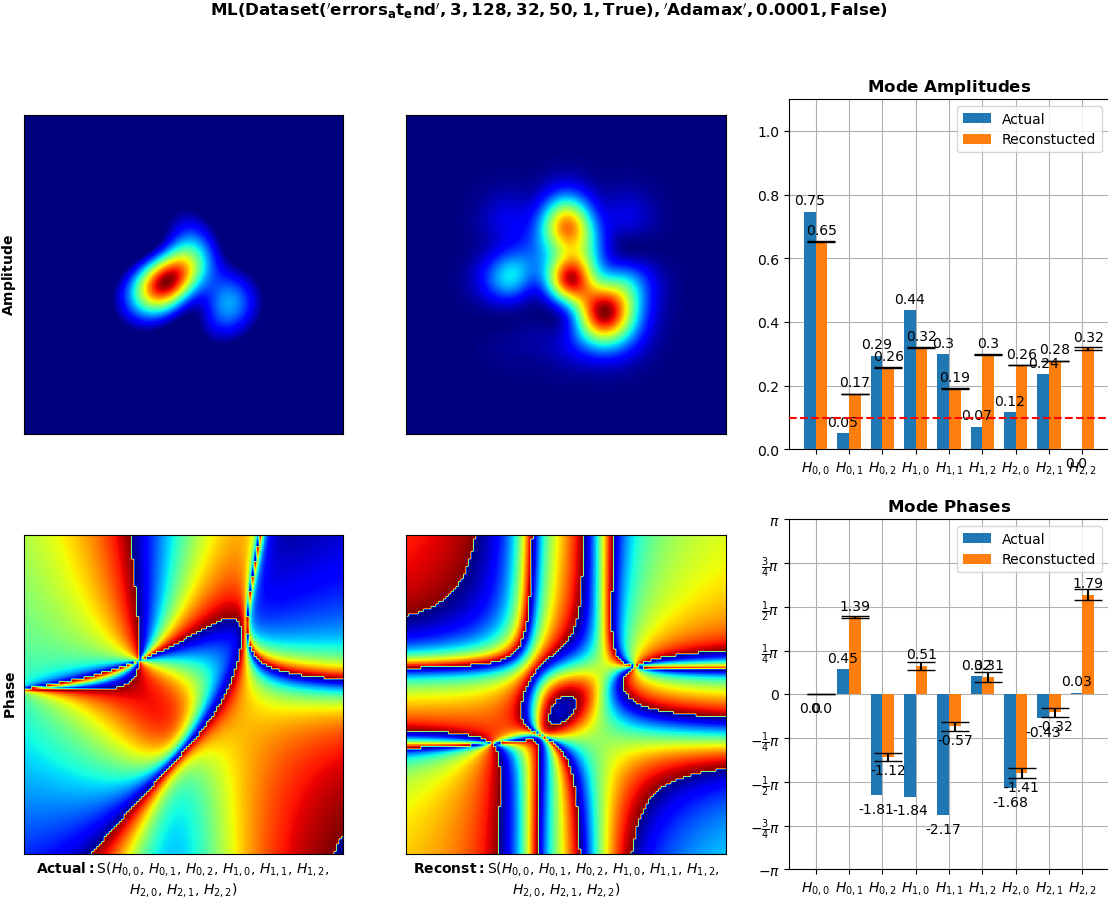 ML(Dataset('errors_at_end', 3, 128, 32, 50, 1, True), 'Adamax', 0.0001, False)
Amplitude
Mode Amplitudes
Actual
Reconstucted
1.0
0.8
0.6
0.4
0.2
0.0
0.75
0.65
0.05
0.17
0.29
0.26
0.44
0.32
0.3
0.19
0.07
0.3
0.12
0.26
0.24
0.28
0.0
0.32
H0,0 H0,1 H0,2 H1,0 H1,1 H1,2 H2,0 H2,1 H2,2
Phase
Actual: S(H0,0, H0,1, H0,2, H1,0, H1,1, H1,2,
H2,0, H2,1, H2,2)
Reconst: S(H0,0, H0,1, H0,2, H1,0, H1,1, H1,2,
H2,0, H2,1, H2,2)
Mode Phases
Actual
Reconstucted
π
3/4π
1/2π
1/4π
0
−1/4π
−1/2π
−3/4π
−π
0.0
0.0
0.45
1.39
-1.81
-1.12
-1.84
0.51
-2.17
-0.57
0.32
0.31
-1.68
-1.41
-0.43
-0.32
0.03
1.79
H0,0 H0,1 H0,2 H1,0 H1,1 H1,2 H2,0 H2,1 H2,2